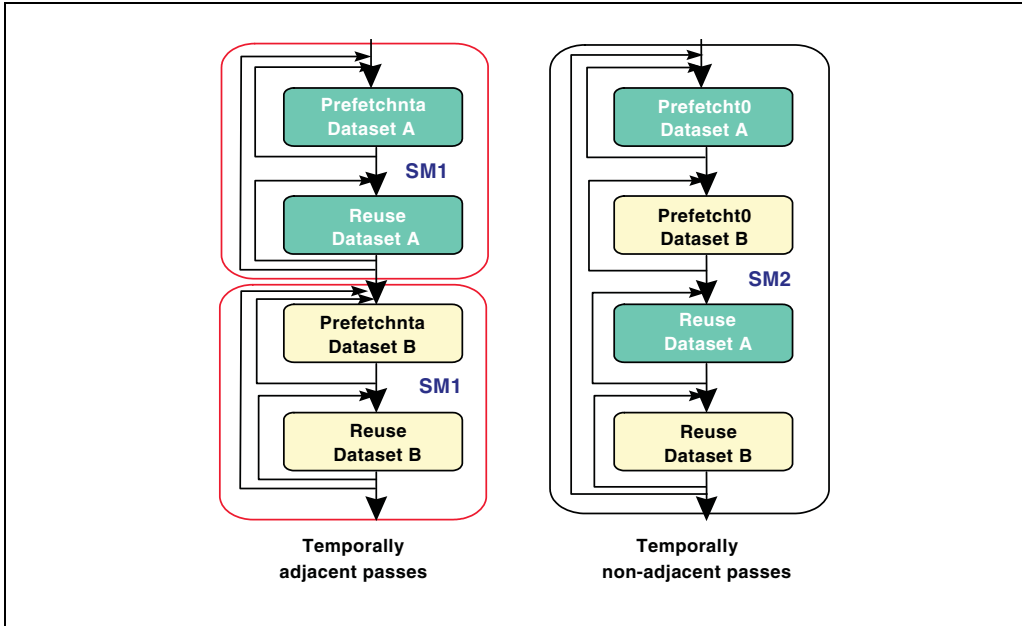 Prefetchnta
Dataset A
SM1
Reuse
Dataset A
Prefetchnta
Dataset B
SM1
Reuse
Dataset B
Temporally
adjacent passes
Prefetcht0
Dataset A
Prefetcht0
Dataset B
SM2
Reuse
Dataset A
Reuse
Dataset B
Temporally
non-adjacent passes